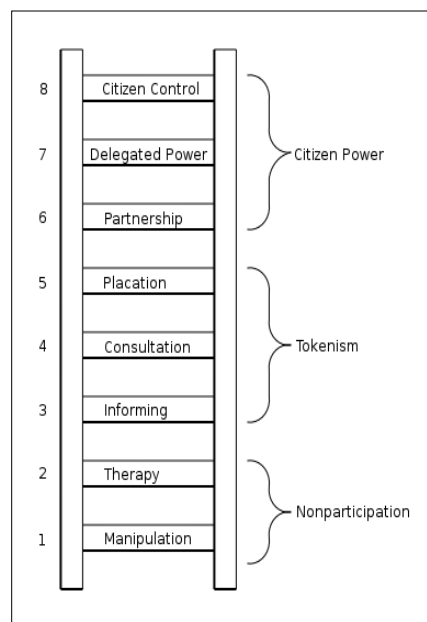 8 Citizen Control
7 Delegated Power
Citizen Power
6 Partnership
5 Placation
4 Consultation
Tokenism
3 Informing
2 Therapy
Nonparticipation
1 Manipulation